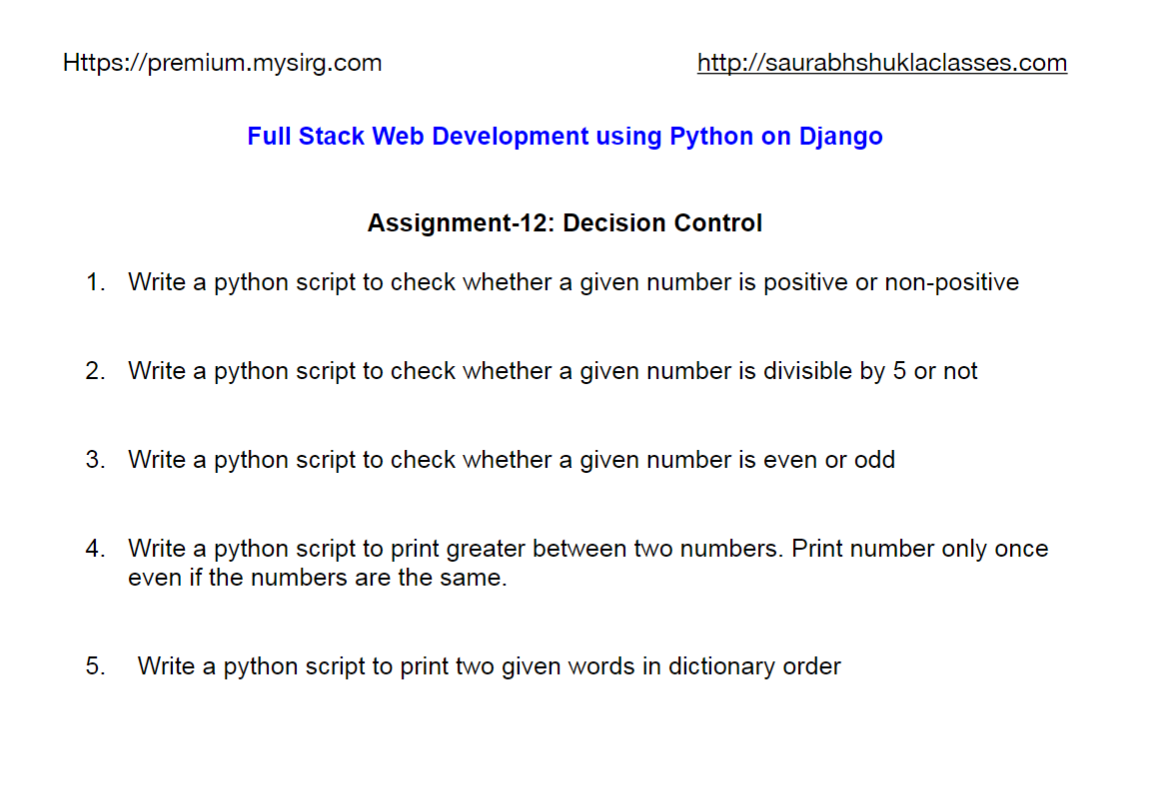 Https://premium.mysirg.com
http://saurabhshuklaclasses.com
Full Stack Web Development using Python on Django
Assignment-12: Decision Control
1. Write a python script to check whether a given number is positive or non-positive
2. Write a python script to check whether a given number is divisible by 5 or not
3. Write a python script to check whether a given number is even or odd
4. Write a python script to print greater between two numbers. Print number only once
even if the numbers are the same.
5. Write a python script to print two given words in dictionary order